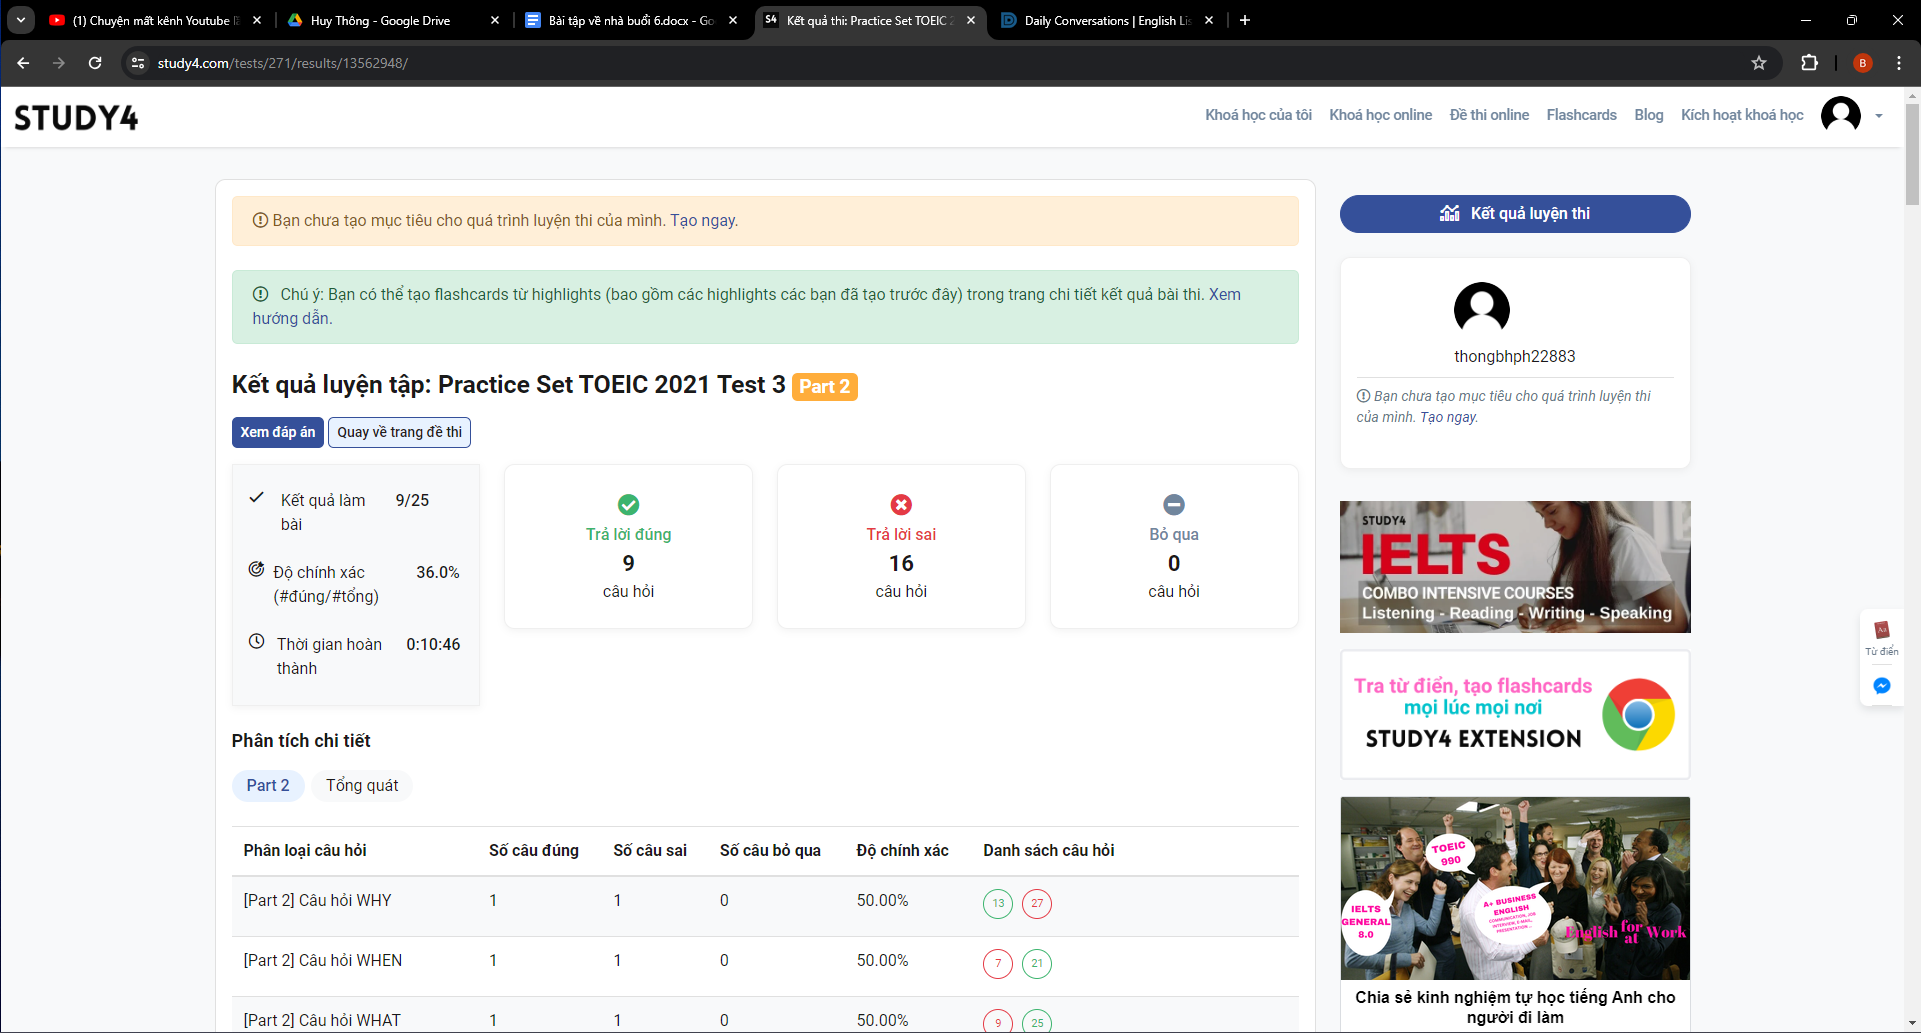 (1) Chuyện mất kênh Youtube
Huy Thông - Google Drive
Bài tập về nhà buổi 6.docx - Go
S4
Kết quả thi: Practice Set TOEIC 2
Daily Conversations | English Lis
study4.com/tests/271/results/13562948/
B
STUDY4
Khoá học của tôi
Khoá học online
Đề thi online
Flashcards
Blog
Kích hoạt khoá học
Bạn chưa tạo mục tiêu cho quá trình luyện thi của mình. Tạo ngay.
Chú ý: Bạn có thể tạo flashcards từ highlights (bao gồm các highlights các bạn đã tạo trước đây) trong trang chi tiết kết quả bài thi. Xem
hướng dẫn.
Kết quả luyện tập: Practice Set TOEIC 2021 Test 3 Part 2
Xem đáp án
Quay về trang đề thi
Kết quả làm
bài
9/25
Độ chính xác
(#đúng/#tổng)
36.0%
Thời gian hoàn
thành
0:10:46
Trả lời đúng
9
câu hỏi
Trả lời sai
16
câu hỏi
Bỏ qua
0
câu hỏi
Phân tích chi tiết
Part 2
Tổng quát
Phân loại câu hỏi Số câu đúng Số câu sai Số câu bỏ qua Độ chính xác Danh sách câu hỏi
[Part 2] Câu hỏi WHY 1 1 0 50.00% 13 27
[Part 2] Câu hỏi WHEN 1 1 0 50.00% 7 21
[Part 2] Câu hỏi WHAT 1 1 0 50.00% 9 25
Kết quả luyện thi
thongbhph22883
Bạn chưa tạo mục tiêu cho quá trình luyện thi
của mình. Tạo ngay.
STUDY4
IELTS
COMBO INTENSIVE COURSES
Listening - Reading - Writing - Speaking
Tra từ điển, tạo flashcards
mọi lúc mọi nơi
STUDY4 EXTENSION
TOEIC
990
IELTS
GENERAL
8.0
A+ BUSINESS
ENGLISH
COMMUNICATION, JOB
INTERVIEW, E-MAIL,
PRESENTATION...
English for
at Work
Chia sẻ kinh nghiệm tự học tiếng Anh cho
người đi làm
Aa
Từ điển